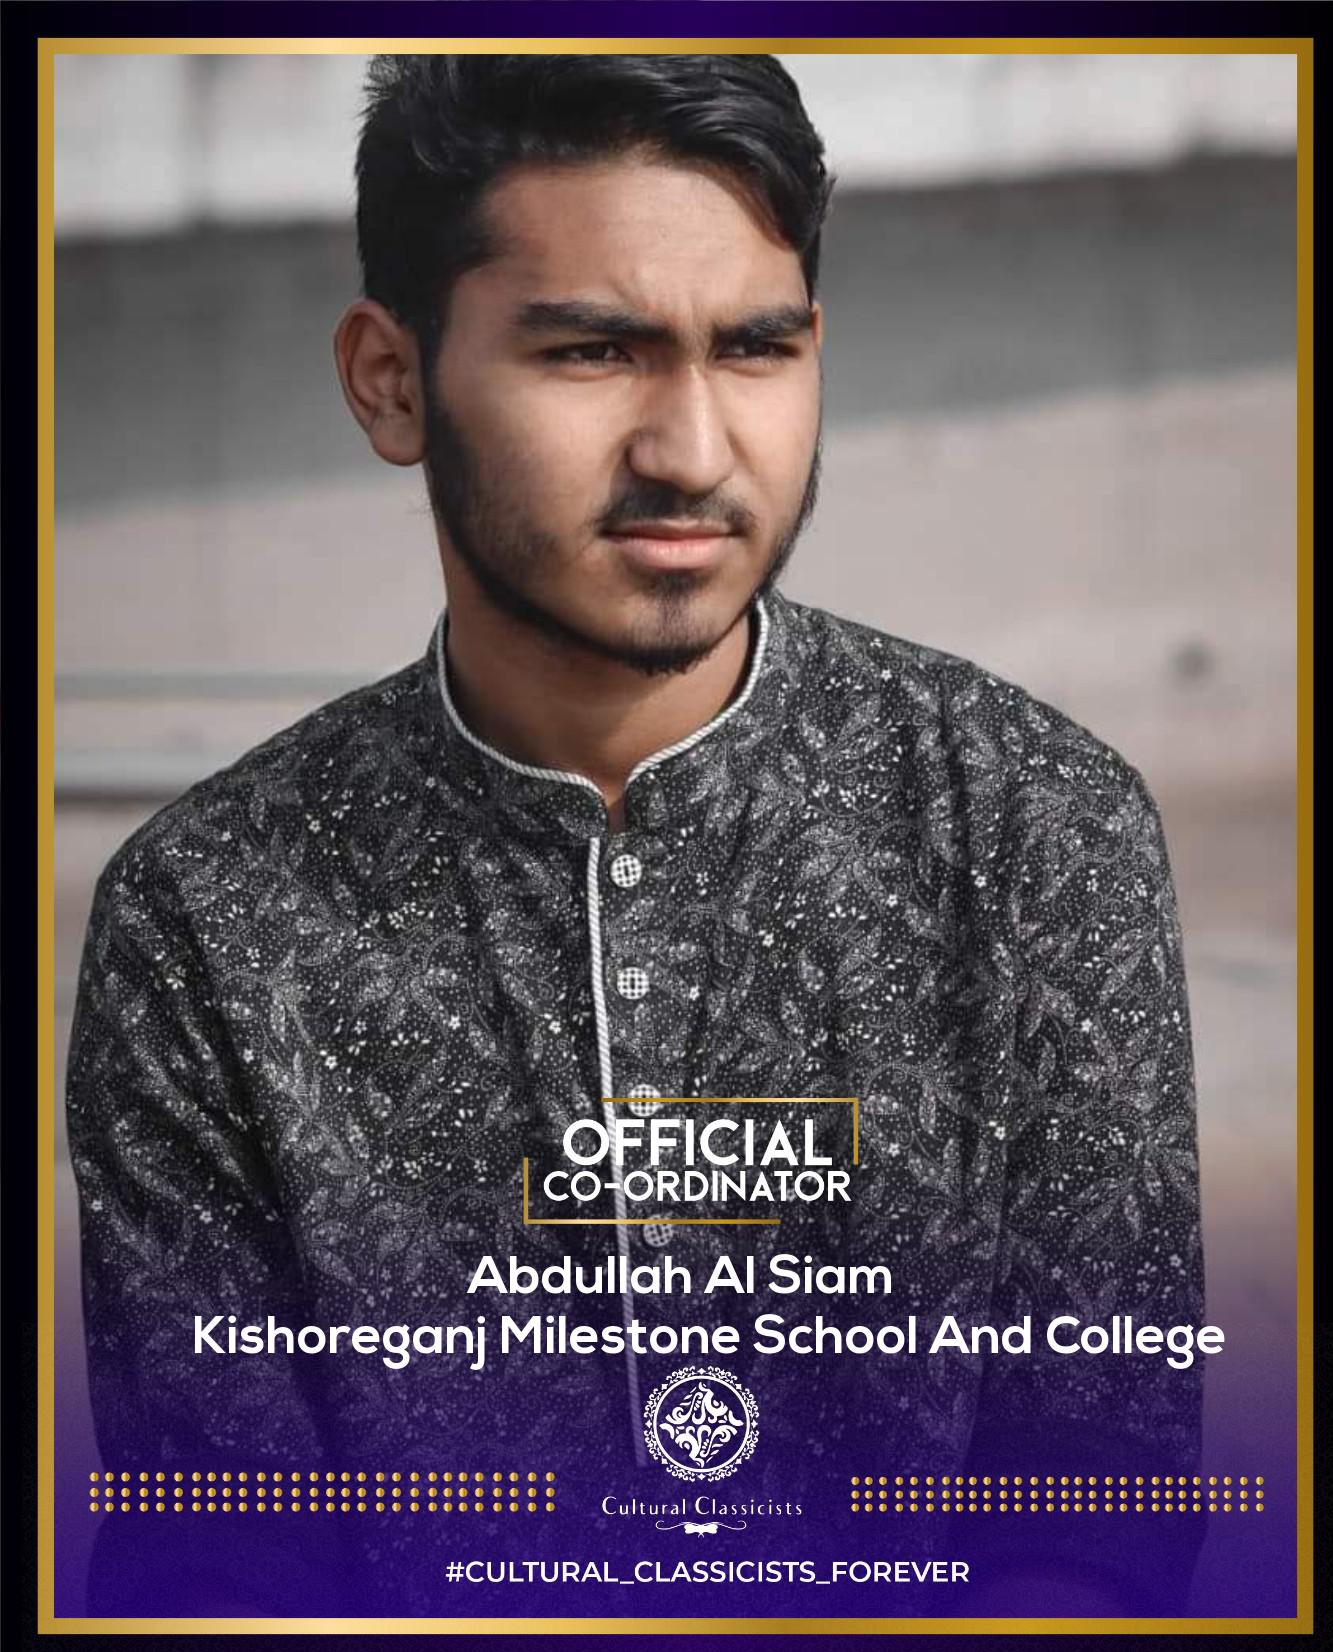 OFFICIAL
CO-ORDINATOR
Abdullah Al Siam
Kishoreganj Milestone School And College
Cultural Classicists
#CULTURAL_CLASSICISTS_FOREVER